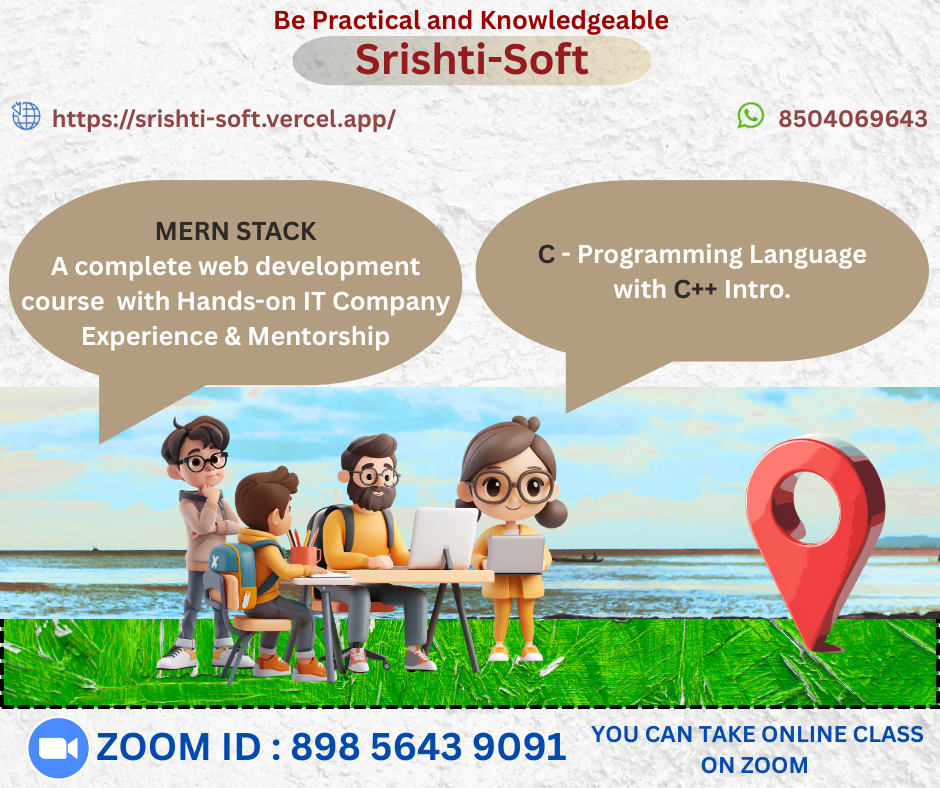 Be Practical and Knowledgeable
Srishti-Soft
https://srishti-soft.vercel.app/
8504069643
MERN STACK
A complete web development
course with Hands-on IT Company
Experience & Mentorship
C - Programming Language
with C++ Intro.
ZOOM ID : 898 5643 9091
YOU CAN TAKE ONLINE CLASS
ON ZOOM